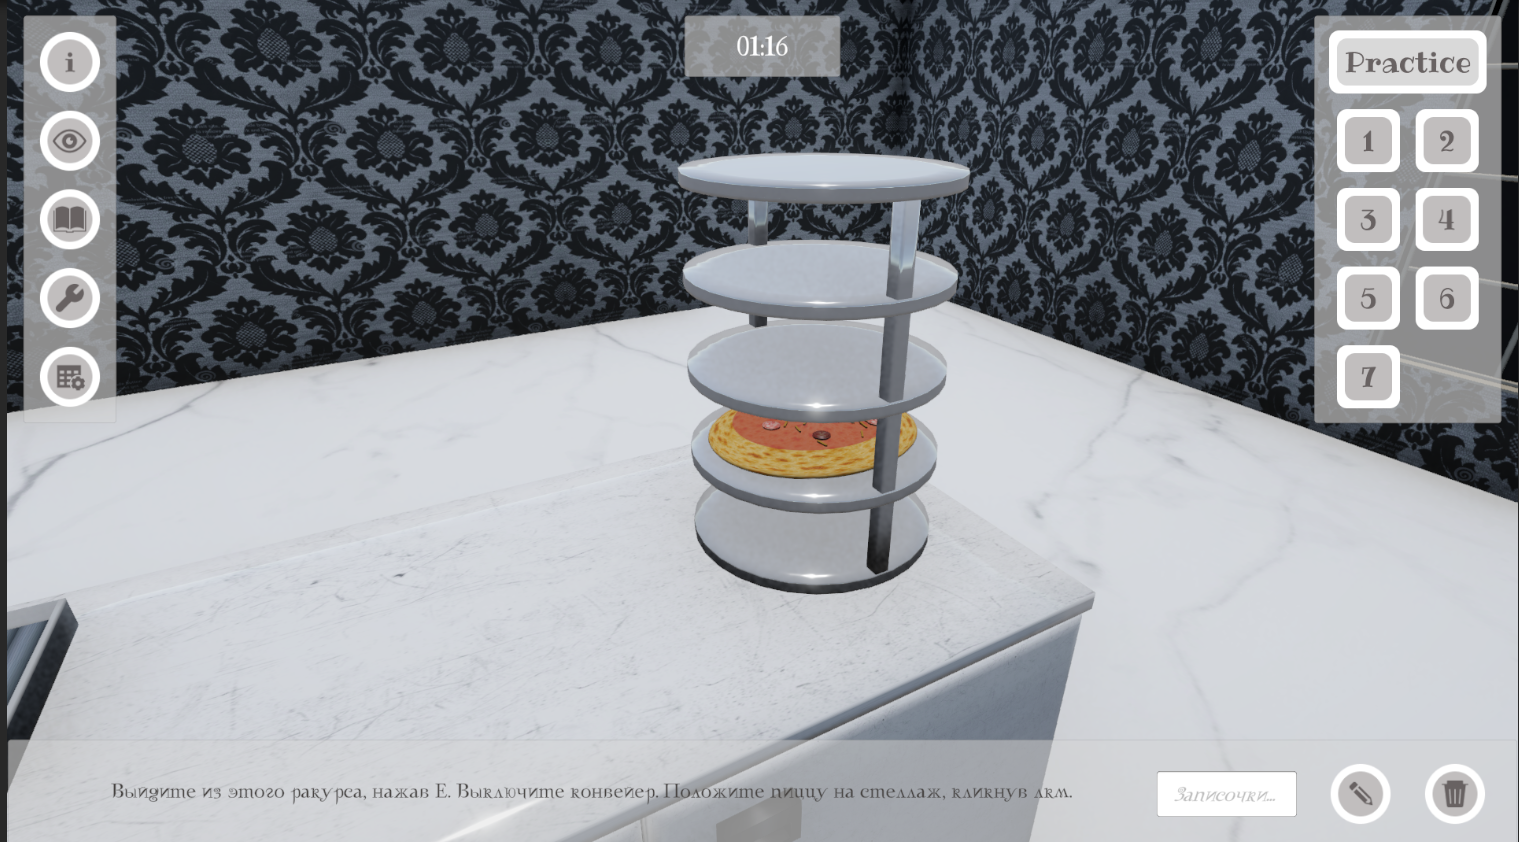 01:16
Practice
1 2
3 4
5 6
7
Выйдите из этого ракурса, нажав Е. Выключите конвейер. Положите пиццу на стеллаж, кликнув лкм.
Записочки...